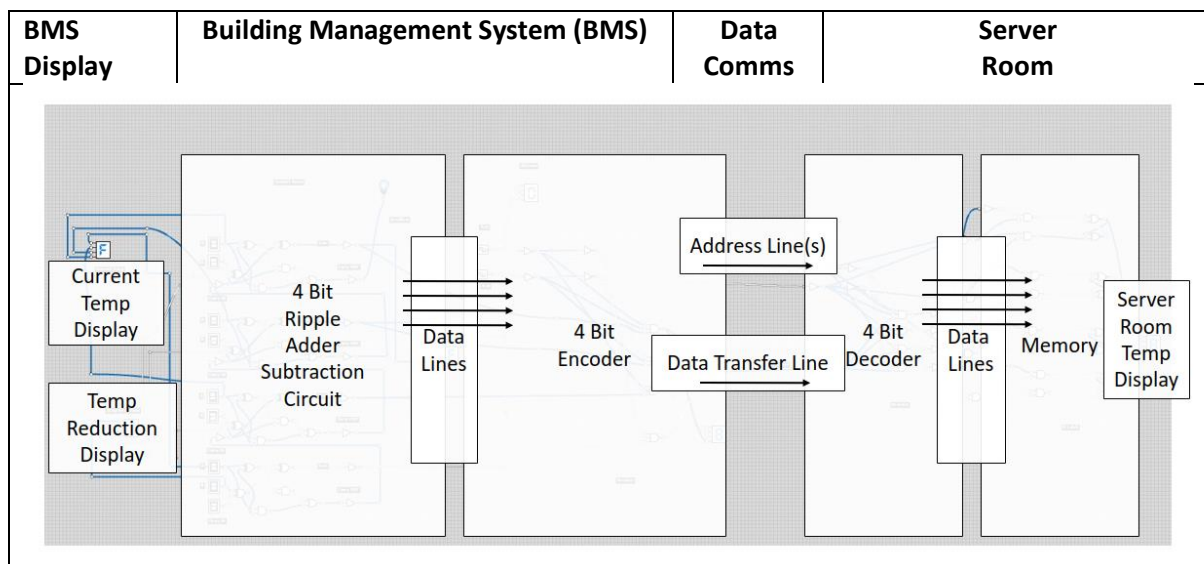 BMS
Display
Building Management System (BMS)
Data
Comms
Server
Room
F
Current
Temp
Display
Temp
Reduction
Display
4 Bit
Ripple
Adder
Subtraction
Circuit
Data
Lines
4 Bit
Encoder
Address Line(s)
Data Transfer Line
4 Bit
Decoder
Data
Lines
Memory
Server
Room
Temp
Display